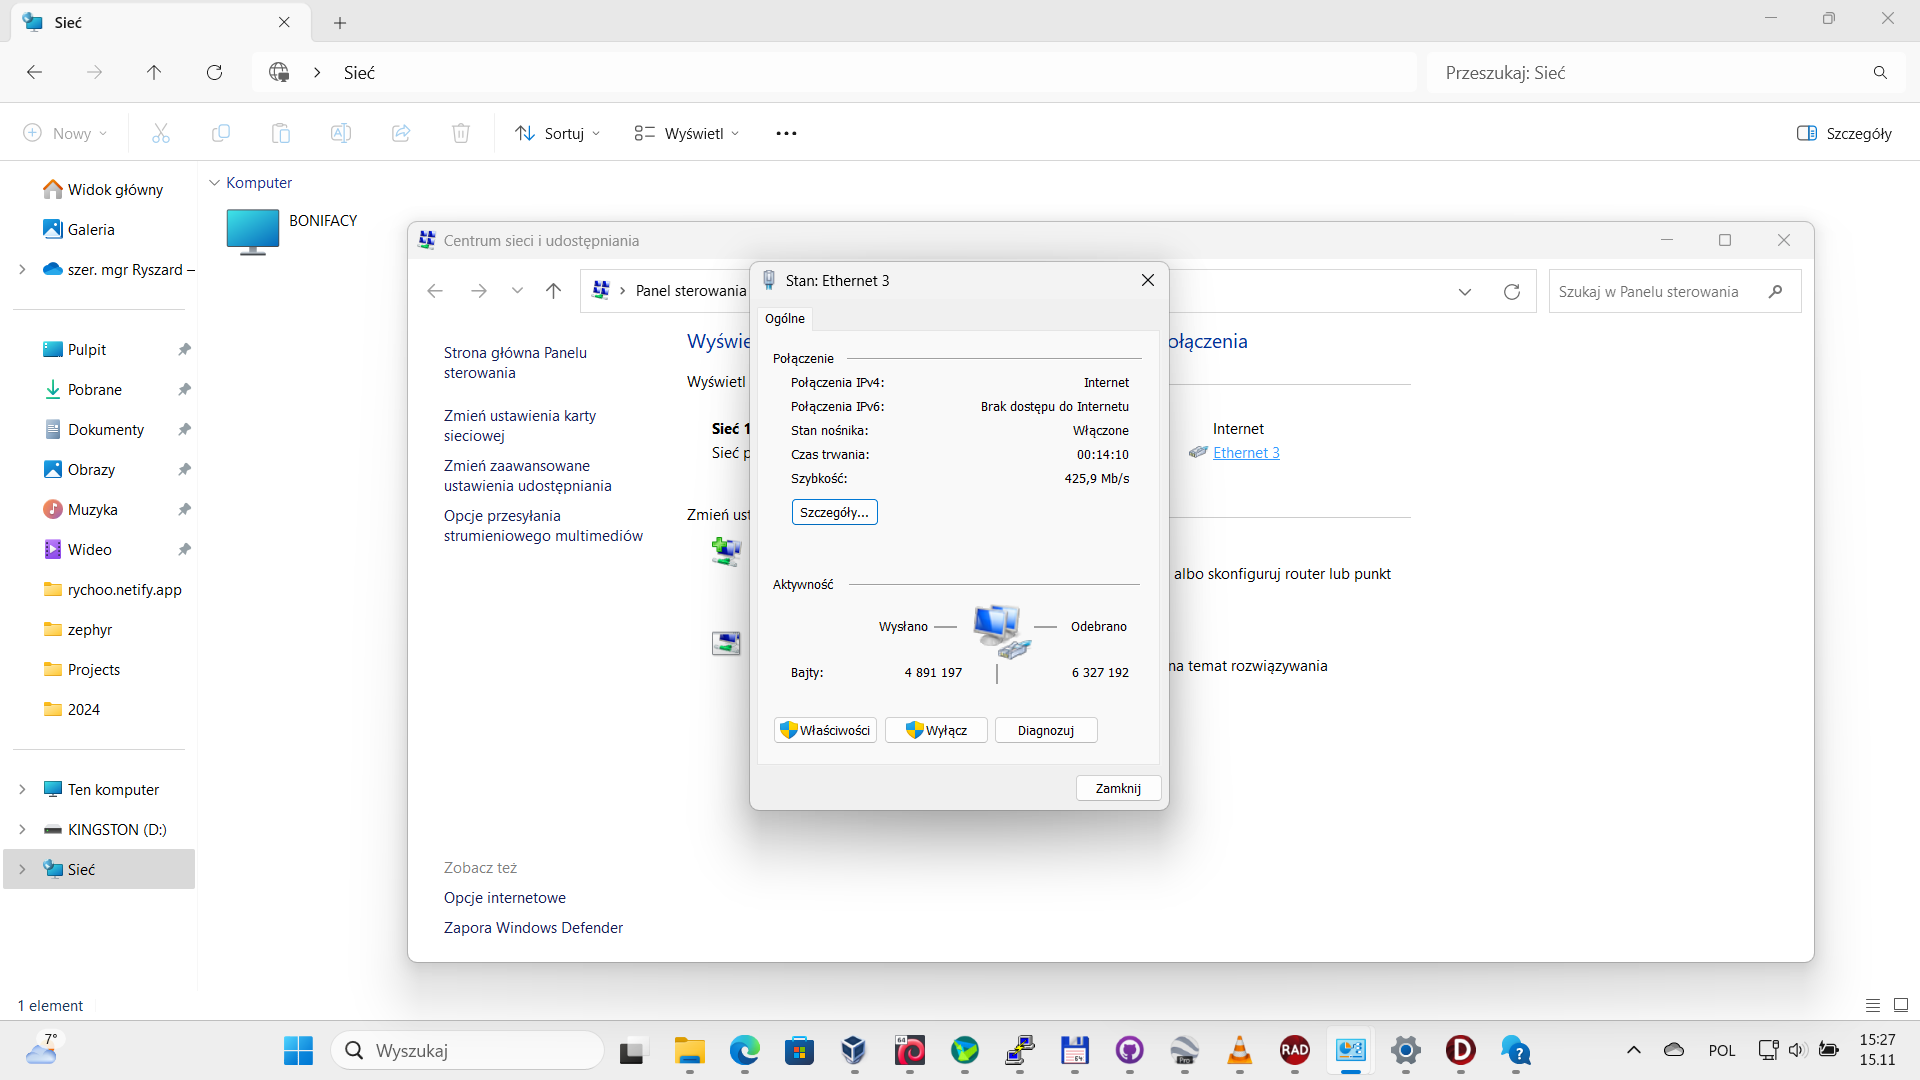 Sieć
Sieć
Przeszukaj: Sieć
Nowy
Sortuj
Wyświetl
Szczegóły
Widok główny
Galeria
szer. mgr Ryszard –
Pulpit
Pobrane
Dokumenty
Obrazy
Muzyka
Wideo
rychoo.netify.app
zephyr
Projects
2024
Ten komputer
KINGSTON (D:)
Sieć
Komputer
BONIFACY
Centrum sieci i udostępniania
Panel sterowania
Szukaj w Panelu sterowania
Strona główna Panelu
sterowania
Zmień ustawienia karty
sieciowej
Zmień zaawansowane
ustawienia udostępniania
Opcje przesyłania
strumieniowego multimediów
Zobacz też
Opcje internetowe
Zapora Windows Defender
Wyświe
ołączenia
Wyświetl
Sieć 1
Internet
Sieć p
Ethernet 3
Zmień ust
albo skonfiguruj router lub punkt
na temat rozwiązywania
Stan: Ethernet 3
Ogólne
Połączenie
Połączenia IPv4: Internet
Połączenia IPv6: Brak dostępu do Internetu
Stan nośnika: Włączone
Czas trwania: 00:14:10
Szybkość: 425,9 Mb/s
Szczegóły...
Aktywność
Wysłano Odebrano
Bajty: 4 891 197 6 327 192
Właściwości Wyłącz Diagnozuj
Zamknij
1 element
7°
Wyszukaj
64
Pro
64
RAD
D
?
POL
15:27
15.11